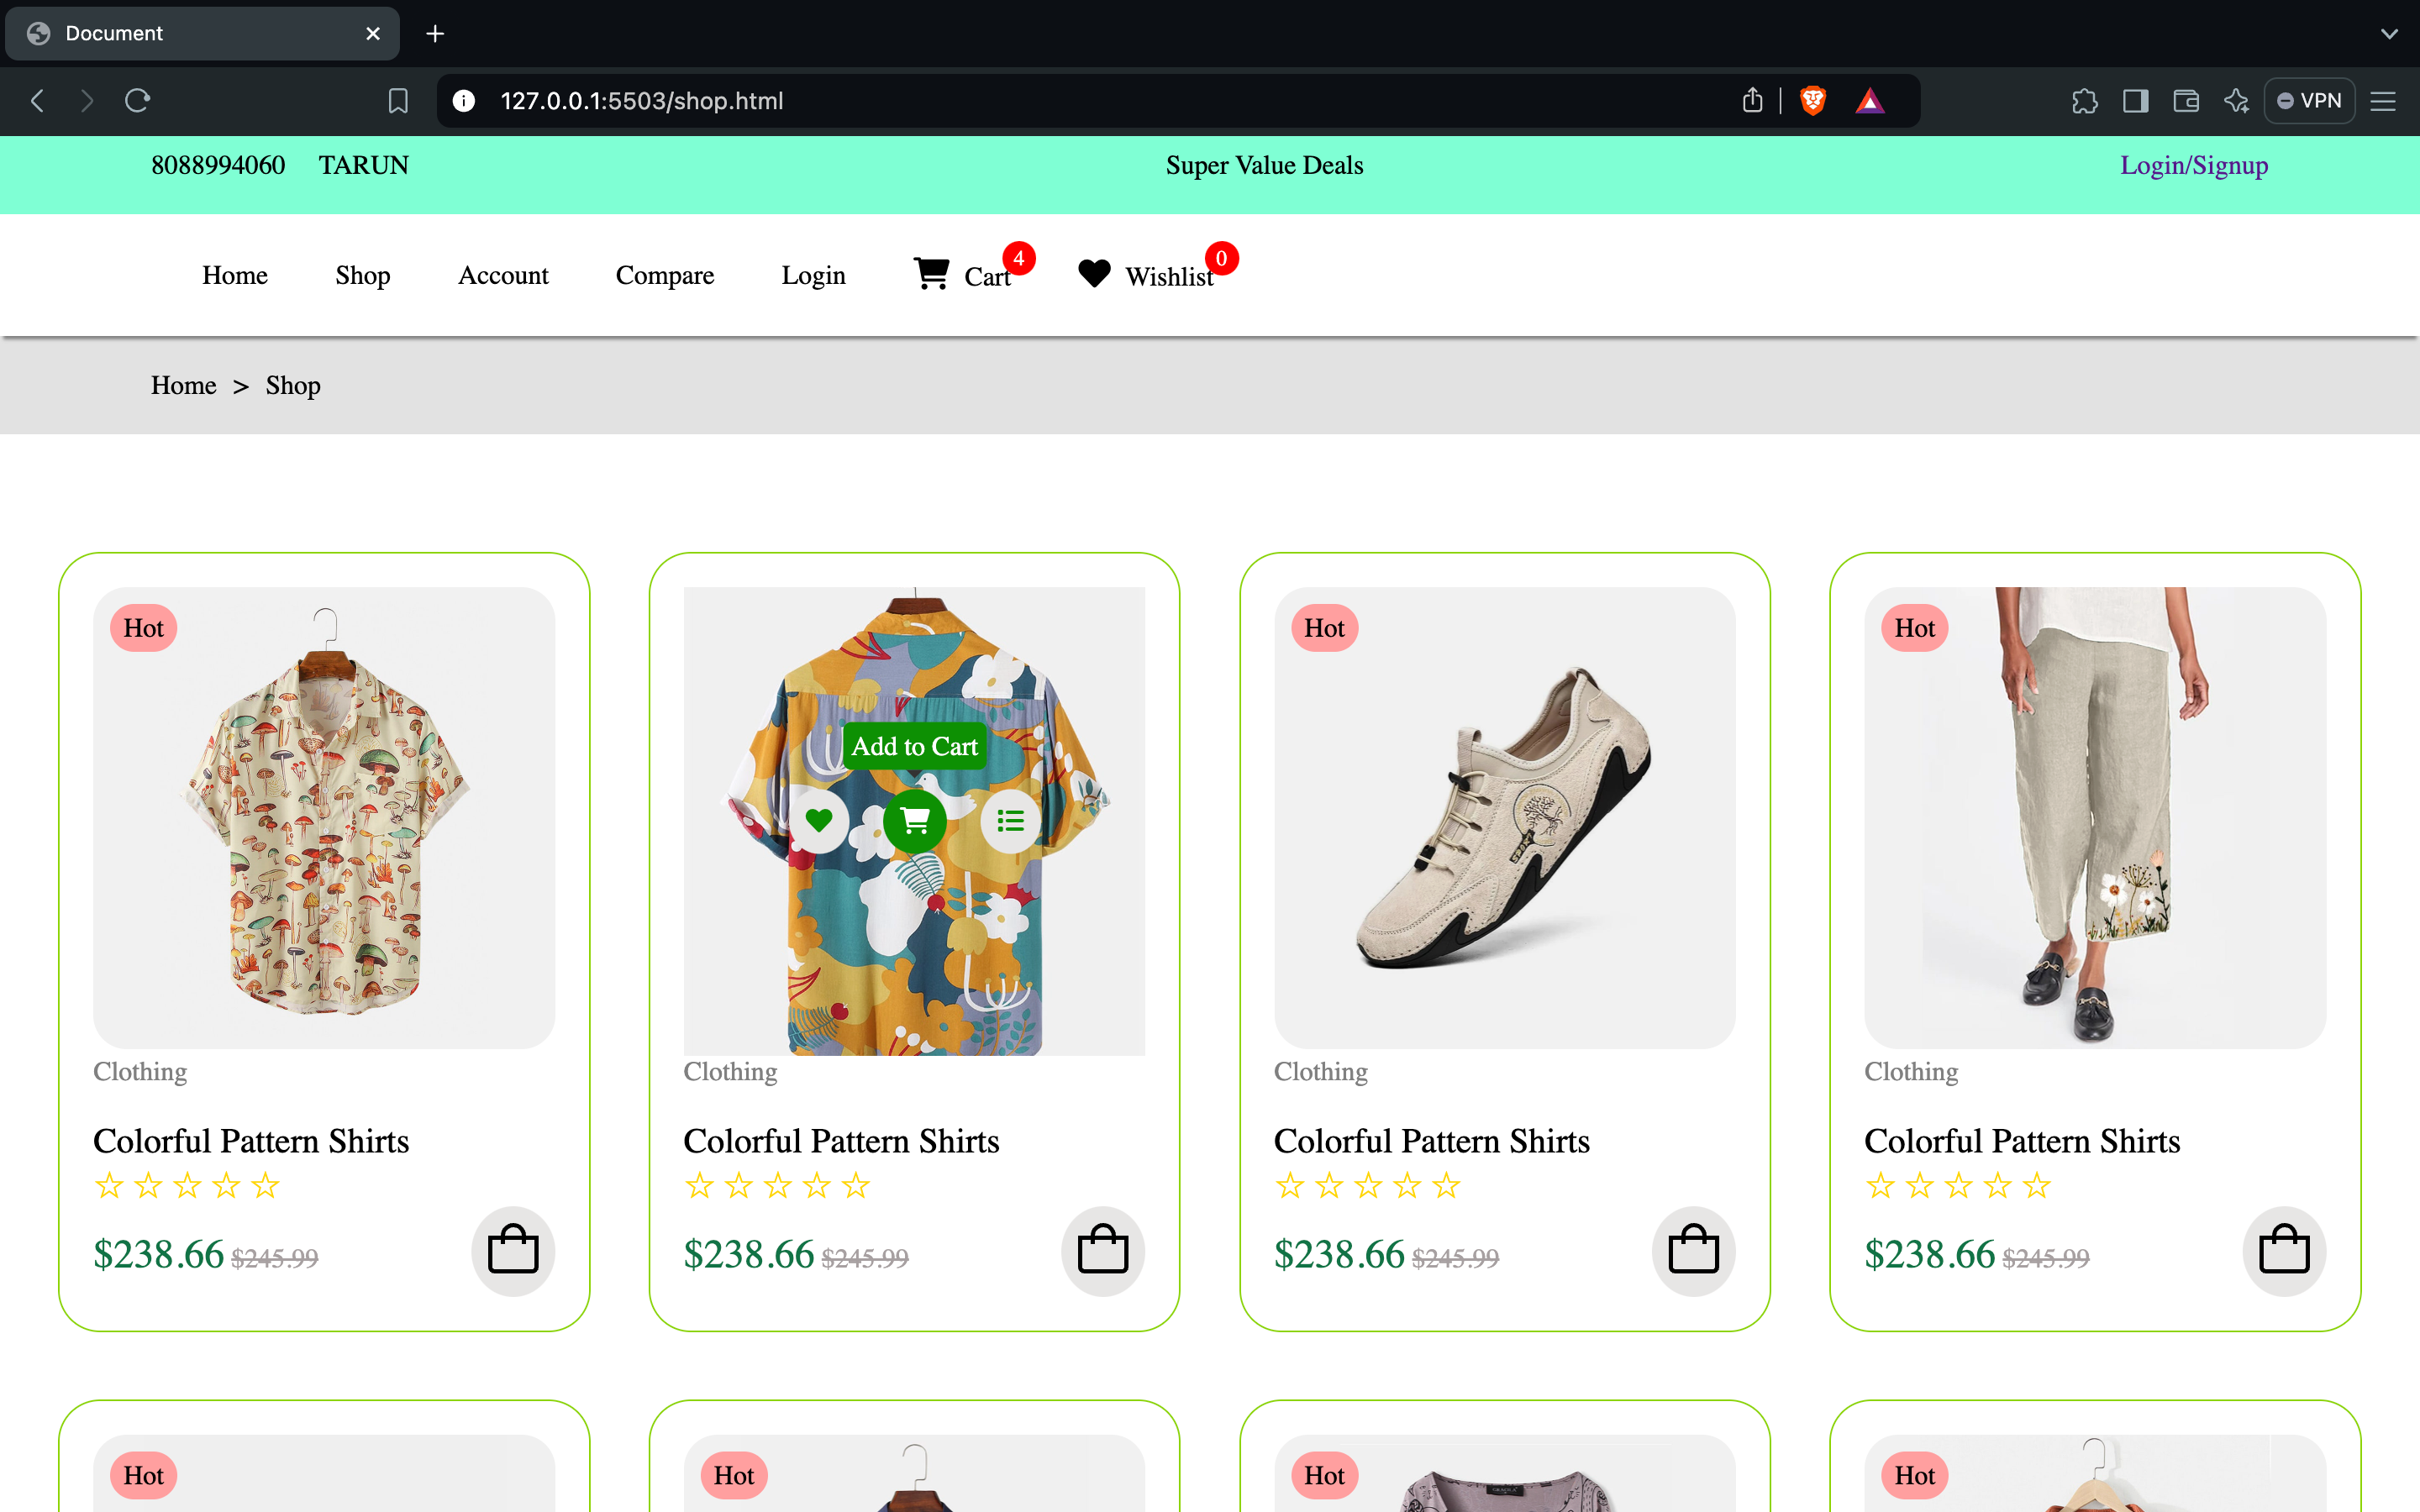 Document
127.0.0.1:5503/shop.html
VPN
8088994060 TARUN Super Value Deals Login/Signup
Home Shop Account Compare Login Cart 4 Wishlist 0
Home > Shop
Hot Hot Hot
Add to Cart
Clothing Clothing Clothing Clothing
Colorful Pattern Shirts Colorful Pattern Shirts Colorful Pattern Shirts Colorful Pattern Shirts
$238.66 $245.99 $238.66 $245.99 $238.66 $245.99 $238.66 $245.99
Hot Hot Hot Hot